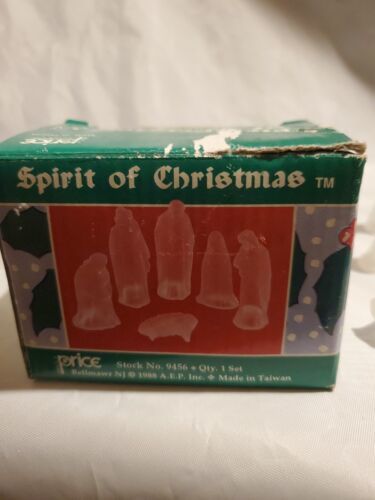 Spirit of Christmas TM
price
Stock No. 9456 • Qty. 1 Set
Bellmawr NJ © 1988 A.E.P. Inc. ✤ Made in Taiwan